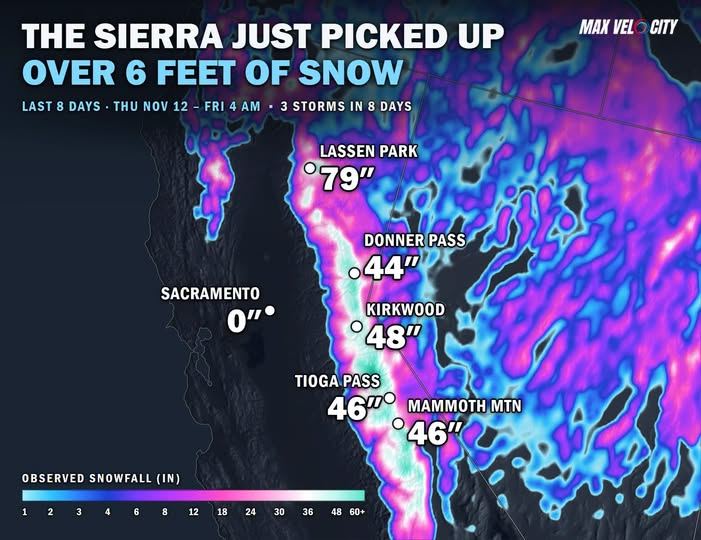 THE SIERRA JUST PICKED UP
OVER 6 FEET OF SNOW
LAST 8 DAYS · THU NOV 12 – FRI 4 AM • 3 STORMS IN 8 DAYS
MAX VELOCITY
LASSEN PARK
79"
DONNER PASS
44"
SACRAMENTO
0"
KIRKWOOD
48"
TIOGA PASS
46"
MAMMOTH MTN
46"
OBSERVED SNOWFALL (IN)
1 2 3 4 6 8 12 18 24 30 36 48 60+